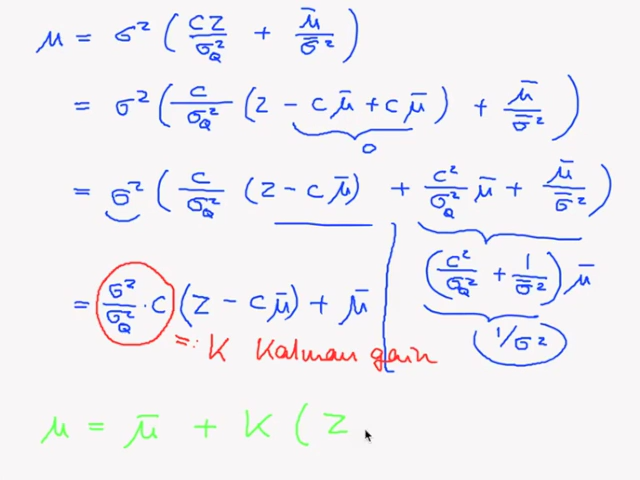 μ = σ² ( CZ/σ_Q² + μ̄/σ̄² )
= σ² ( C/σ_Q² (Z − Cμ̄ + Cμ̄) + μ̄/σ̄² )
0
= σ² ( C/σ_Q² (Z − Cμ̄) + C²/σ_Q² μ̄ + μ̄/σ̄² )
( C²/σ_Q² + 1/σ̄² ) μ̄
1/σ²
= σ²/σ_Q² · C (Z − Cμ̄) + μ̄
=: K Kalman gain
μ = μ̄ + K ( Z